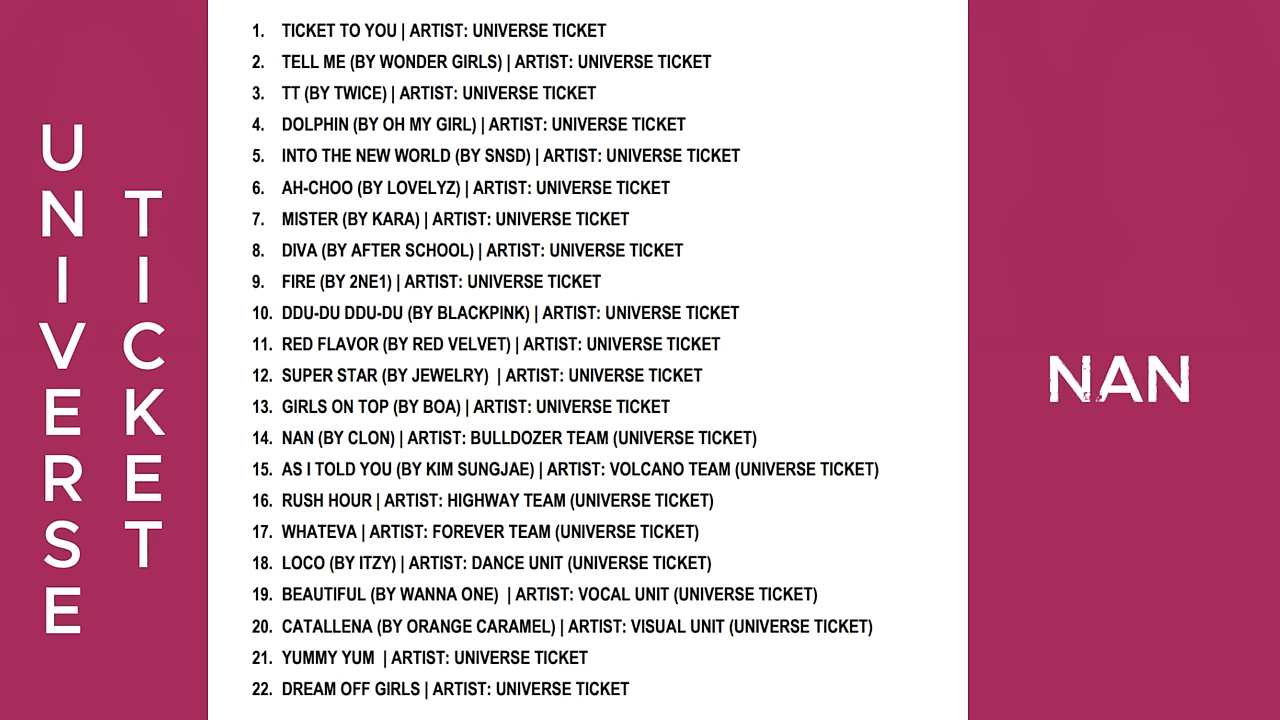 UNIVERSE
TICKET
1. TICKET TO YOU | ARTIST: UNIVERSE TICKET
2. TELL ME (BY WONDER GIRLS) | ARTIST: UNIVERSE TICKET
3. TT (BY TWICE) | ARTIST: UNIVERSE TICKET
4. DOLPHIN (BY OH MY GIRL) | ARTIST: UNIVERSE TICKET
5. INTO THE NEW WORLD (BY SNSD) | ARTIST: UNIVERSE TICKET
6. AH-CHOO (BY LOVELYZ) | ARTIST: UNIVERSE TICKET
7. MISTER (BY KARA) | ARTIST: UNIVERSE TICKET
8. DIVA (BY AFTER SCHOOL) | ARTIST: UNIVERSE TICKET
9. FIRE (BY 2NE1) | ARTIST: UNIVERSE TICKET
10. DDU-DU DDU-DU (BY BLACKPINK) | ARTIST: UNIVERSE TICKET
11. RED FLAVOR (BY RED VELVET) | ARTIST: UNIVERSE TICKET
12. SUPER STAR (BY JEWELRY) | ARTIST: UNIVERSE TICKET
13. GIRLS ON TOP (BY BOA) | ARTIST: UNIVERSE TICKET
14. NAN (BY CLON) | ARTIST: BULLDOZER TEAM (UNIVERSE TICKET)
15. AS I TOLD YOU (BY KIM SUNGJAE) | ARTIST: VOLCANO TEAM (UNIVERSE TICKET)
16. RUSH HOUR | ARTIST: HIGHWAY TEAM (UNIVERSE TICKET)
17. WHATEVA | ARTIST: FOREVER TEAM (UNIVERSE TICKET)
18. LOCO (BY ITZY) | ARTIST: DANCE UNIT (UNIVERSE TICKET)
19. BEAUTIFUL (BY WANNA ONE) | ARTIST: VOCAL UNIT (UNIVERSE TICKET)
20. CATALLENA (BY ORANGE CARAMEL) | ARTIST: VISUAL UNIT (UNIVERSE TICKET)
21. YUMMY YUM | ARTIST: UNIVERSE TICKET
22. DREAM OFF GIRLS | ARTIST: UNIVERSE TICKET
NAN